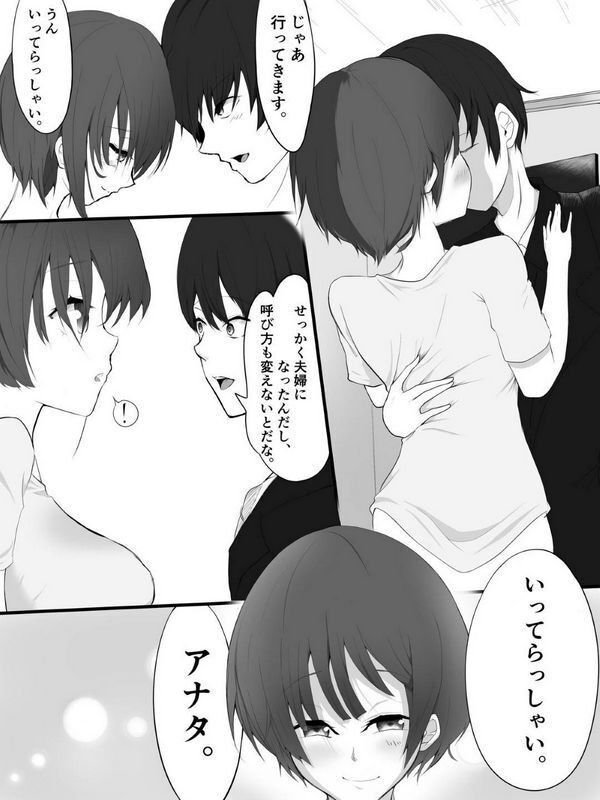 じゃあ
行ってきます。
うん
いってらっしゃい。
せっかく夫婦に
なったんだし、
呼び方も変えないとだな。
！
いってらっしゃい。
アナタ。